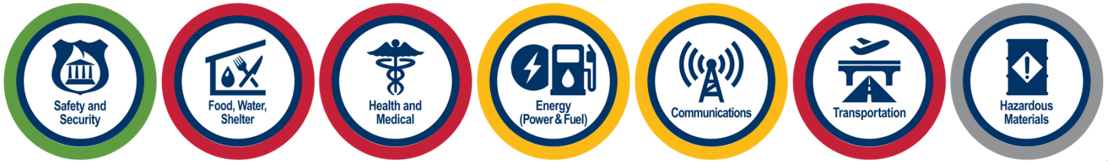 Safety and
Security
Food, Water,
Shelter
Health and
Medical
Energy
(Power & Fuel)
Communications
Transportation
Hazardous
Materials